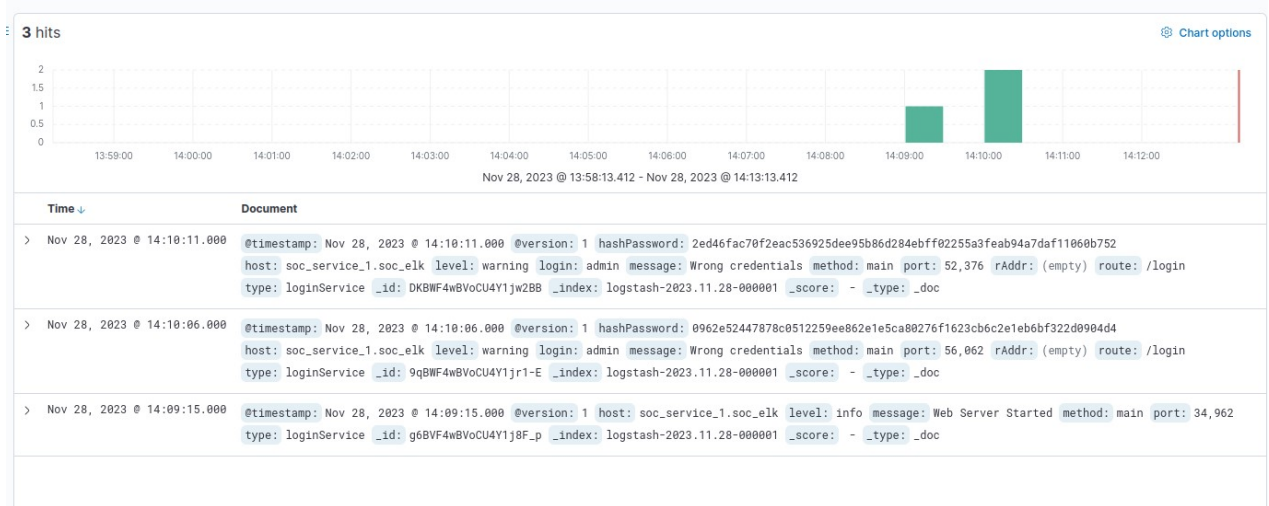 3 hits
Chart options
2
1.5
1
0.5
0
13:59:00 14:00:00 14:01:00 14:02:00 14:03:00 14:04:00 14:05:00 14:06:00 14:07:00 14:08:00 14:09:00 14:10:00 14:11:00 14:12:00
Nov 28, 2023 @ 13:58:13.412 - Nov 28, 2023 @ 14:13:13.412
Time Document
Nov 28, 2023 @ 14:10:11.000 @timestamp: Nov 28, 2023 @ 14:10:11.000 @version: 1 hashPassword: 2ed46fac70f2eac536925dee95b86d284ebff02255a3feab94a7daf11060b752
host: soc_service_1.soc_elk level: warning login: admin message: Wrong credentials method: main port: 52,376 rAddr: (empty) route: /login
type: loginService _id: DKBWF4wBVoCU4Y1jw2BB _index: logstash-2023.11.28-000001 _score: - _type: _doc
Nov 28, 2023 @ 14:10:06.000 @timestamp: Nov 28, 2023 @ 14:10:06.000 @version: 1 hashPassword: 0962e52447878c0512259ee862e1e5ca80276f1623cb6c2e1eb6bf322d0904d4
host: soc_service_1.soc_elk level: warning login: admin message: Wrong credentials method: main port: 56,062 rAddr: (empty) route: /login
type: loginService _id: 9qBWF4wBVoCU4Y1jr1-E _index: logstash-2023.11.28-000001 _score: - _type: _doc
Nov 28, 2023 @ 14:09:15.000 @timestamp: Nov 28, 2023 @ 14:09:15.000 @version: 1 host: soc_service_1.soc_elk level: info message: Web Server Started method: main port: 34,962
type: loginService _id: g6BVF4wBVoCU4Y1j8F_p _index: logstash-2023.11.28-000001 _score: - _type: _doc